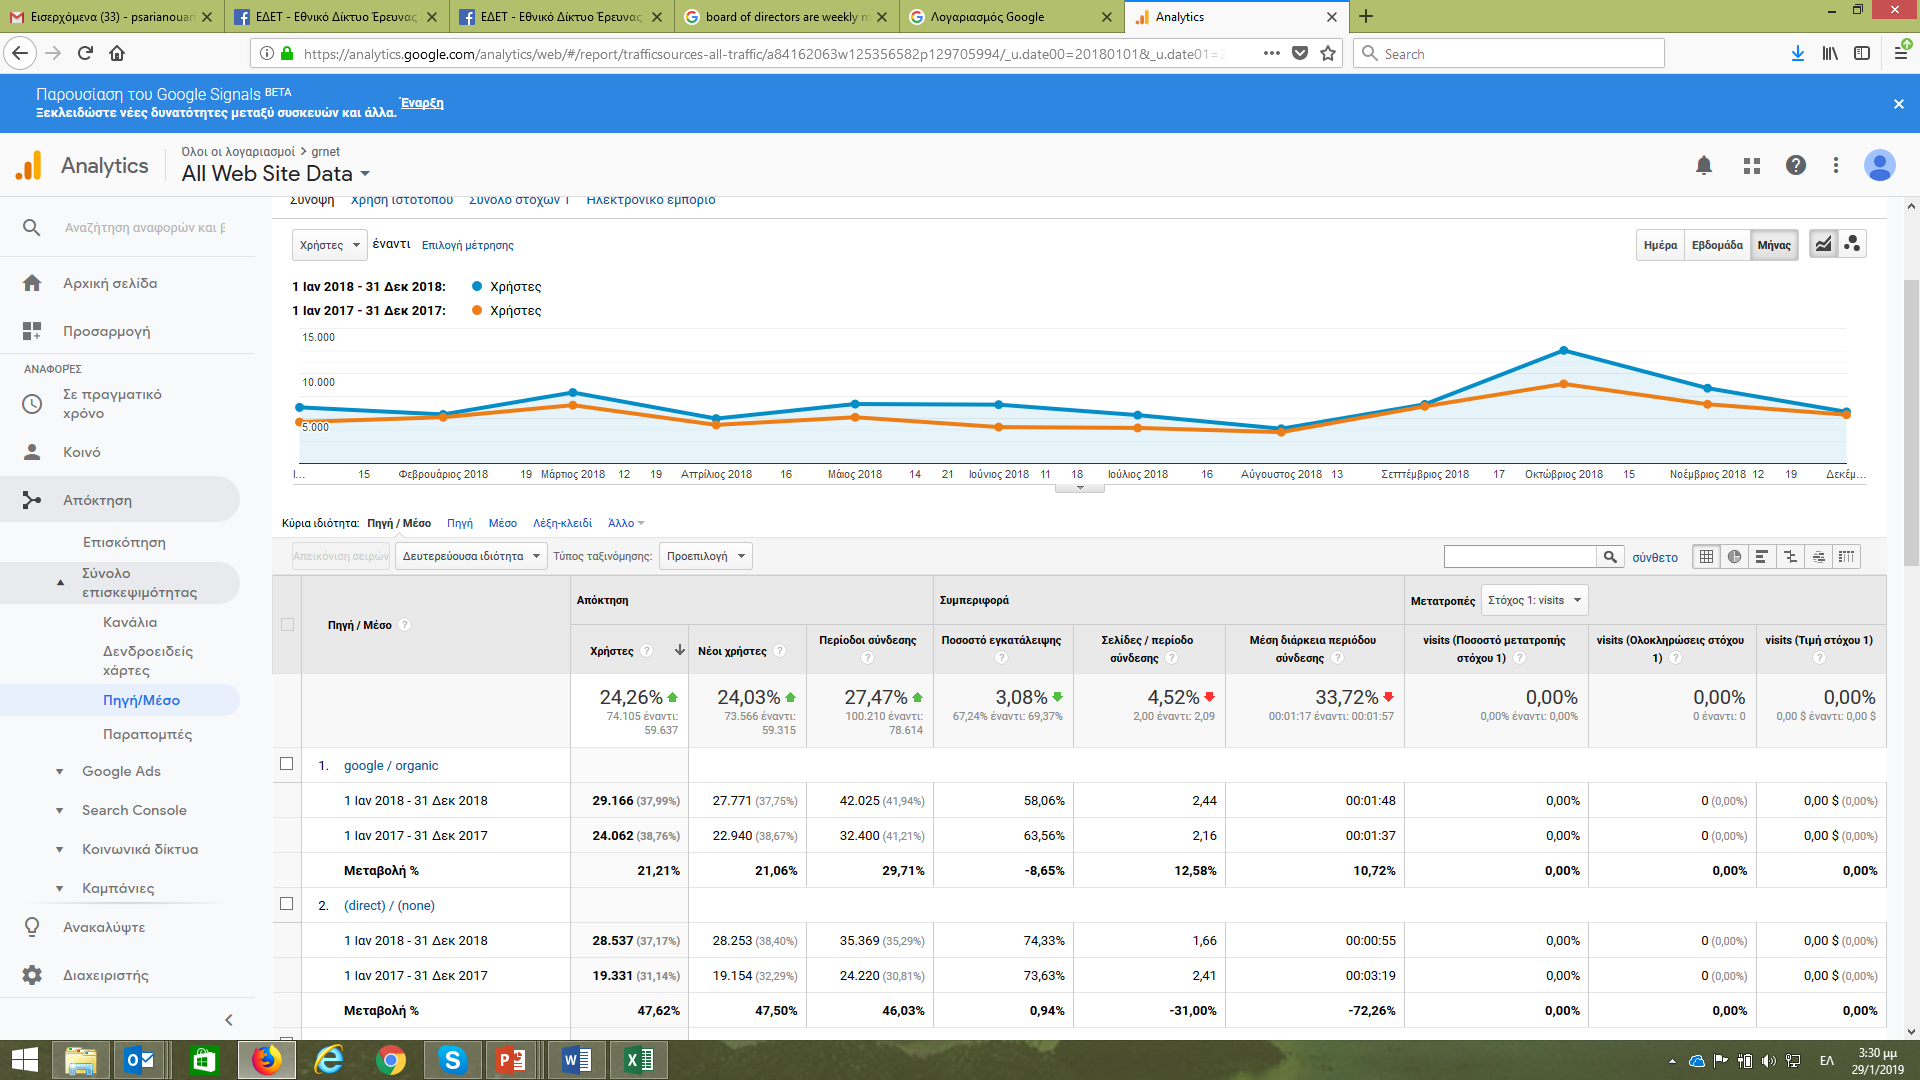 Εισερχόμενα (33) - psarianouar
ΕΔΕΤ - Εθνικό Δίκτυο Έρευνας
ΕΔΕΤ - Εθνικό Δίκτυο Έρευνας
board of directors are weekly m
Λογαριασμός Google
Analytics
https://analytics.google.com/analytics/web/#/report/trafficsources-all-traffic/a84162063w125356582p129705994/_u.date00=20180101&_u.date01=2
Search
Παρουσίαση του Google Signals BETA
Ξεκλειδώστε νέες δυνατότητες μεταξύ συσκευών και άλλα. Έναρξη
Analytics
Όλοι οι λογαριασμοί > grnet
All Web Site Data
Αναζήτηση αναφορών και β
Αρχική σελίδα
Προσαρμογή
ΑΝΑΦΟΡΕΣ
Σε πραγματικό
χρόνο
Κοινό
Απόκτηση
Επισκόπηση
Σύνολο
επισκεψιμότητας
Κανάλια
Δενδροειδείς
χάρτες
Πηγή/Μέσο
Παραπομπές
Google Ads
Search Console
Κοινωνικά δίκτυα
Καμπάνιες
Ανακαλύψτε
Διαχειριστής
Σύνοψη Χρήση ιστότοπου Σύνολο στόχων 1 Ηλεκτρονικό εμπόριο
Χρήστες έναντι Επιλογή μέτρησης
Ημέρα Εβδομάδα Μήνας
1 Ιαν 2018 - 31 Δεκ 2018: Χρήστες
1 Ιαν 2017 - 31 Δεκ 2017: Χρήστες
15.000
10.000
5.000
Ι... 15 Φεβρουάριος 2018 19 Μάρτιος 2018 12 19 Απρίλιος 2018 16 Μάιος 2018 14 21 Ιούνιος 2018 11 18 Ιούλιος 2018 16 Αύγουστος 2018 13 Σεπτέμβριος 2018 17 Οκτώβριος 2018 15 Νοέμβριος 2018 12 19 Δεκέμ...
Κύρια ιδιότητα: Πηγή / Μέσο Πηγή Μέσο Λέξη-κλειδί Άλλο
Απεικόνιση σειρών Δευτερεύουσα ιδιότητα Τύπος ταξινόμησης: Προεπιλογή σύνθετο
Πηγή / Μέσο ?
Απόκτηση Συμπεριφορά Μετατροπές Στόχος 1: visits
Χρήστες ? Νέοι χρήστες ? Περίοδοι σύνδεσης ? Ποσοστό εγκατάλειψης ? Σελίδες / περίοδο σύνδεσης ? Μέση διάρκεια περιόδου σύνδεσης ? visits (Ποσοστό μετατροπής στόχου 1) ? visits (Ολοκληρώσεις στόχου 1) ? visits (Τιμή στόχου 1) ?
24,26% 24,03% 27,47% 3,08% 4,52% 33,72% 0,00% 0,00% 0,00%
74.105 έναντι: 73.566 έναντι: 100.210 έναντι: 67,24% έναντι: 69,37% 2,00 έναντι: 2,09 00:01:17 έναντι: 00:01:57 0,00% έναντι: 0,00% 0 έναντι: 0 0,00 $ έναντι: 0,00 $
59.637 59.315 78.614
1. google / organic
1 Ιαν 2018 - 31 Δεκ 2018 29.166 (37,99%) 27.771 (37,75%) 42.025 (41,94%) 58,06% 2,44 00:01:48 0,00% 0 (0,00%) 0,00 $ (0,00%)
1 Ιαν 2017 - 31 Δεκ 2017 24.062 (38,76%) 22.940 (38,67%) 32.400 (41,21%) 63,56% 2,16 00:01:37 0,00% 0 (0,00%) 0,00 $ (0,00%)
Μεταβολή % 21,21% 21,06% 29,71% -8,65% 12,58% 10,72% 0,00% 0,00% 0,00%
2. (direct) / (none)
1 Ιαν 2018 - 31 Δεκ 2018 28.537 (37,17%) 28.253 (38,40%) 35.369 (35,29%) 74,33% 1,66 00:00:55 0,00% 0 (0,00%) 0,00 $ (0,00%)
1 Ιαν 2017 - 31 Δεκ 2017 19.331 (31,14%) 19.154 (32,29%) 24.220 (30,81%) 73,63% 2,41 00:03:19 0,00% 0 (0,00%) 0,00 $ (0,00%)
Μεταβολή % 47,62% 47,50% 46,03% 0,94% -31,00% -72,26% 0,00% 0,00% 0,00%
ΕΛ
3:30 μμ
29/1/2019